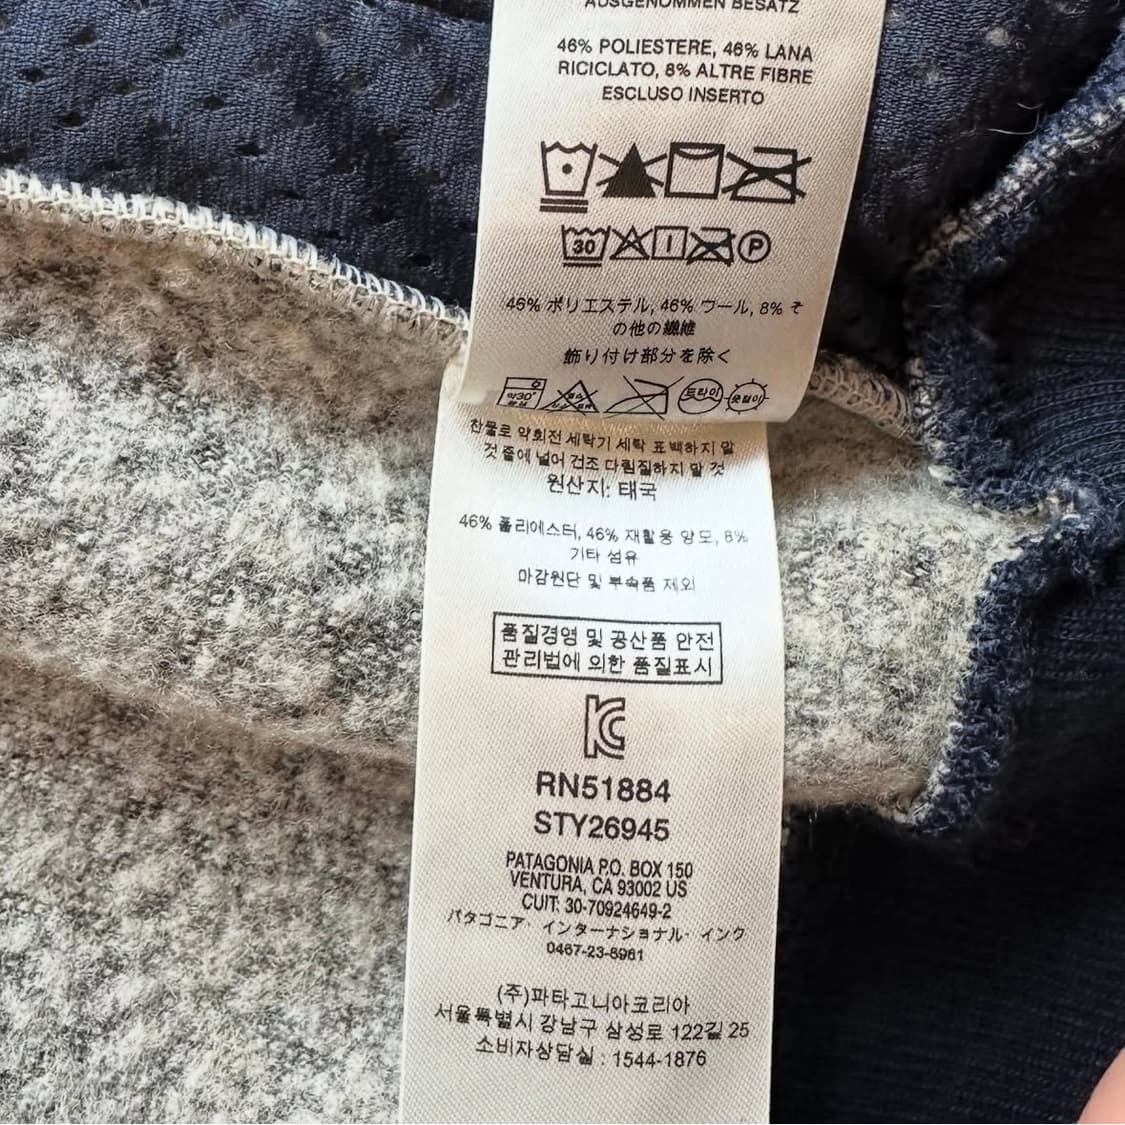 AUSGENOMMEN BESATZ
46% POLIESTERE, 46% LANA
RICICLATO, 8% ALTRE FIBRE
ESCLUSO INSERTO
30 P
46% ポリエステル, 46% ウール, 8% そ
の他の繊維
飾り付け部分を除く
약30° 드라이 옷걸이
찬물로 약회전 세탁기 세탁 표백하지 말
것 줄에 널어 건조 다림질하지 말 것
원산지: 태국
46% 폴리에스터, 46% 재활용 양모, 8%
기타 섬유
마감원단 및 부속품 제외
품질경영 및 공산품 안전
관리법에 의한 품질표시
RN51884
STY26945
PATAGONIA P.O. BOX 150
VENTURA, CA 93002 US
CUIT: 30-70924649-2
パタゴニア・インターナショナル・インク
0467-23-8961
(주)파타고니아코리아
서울특별시 강남구 삼성로 122길 25
소비자상담실 : 1544-1876